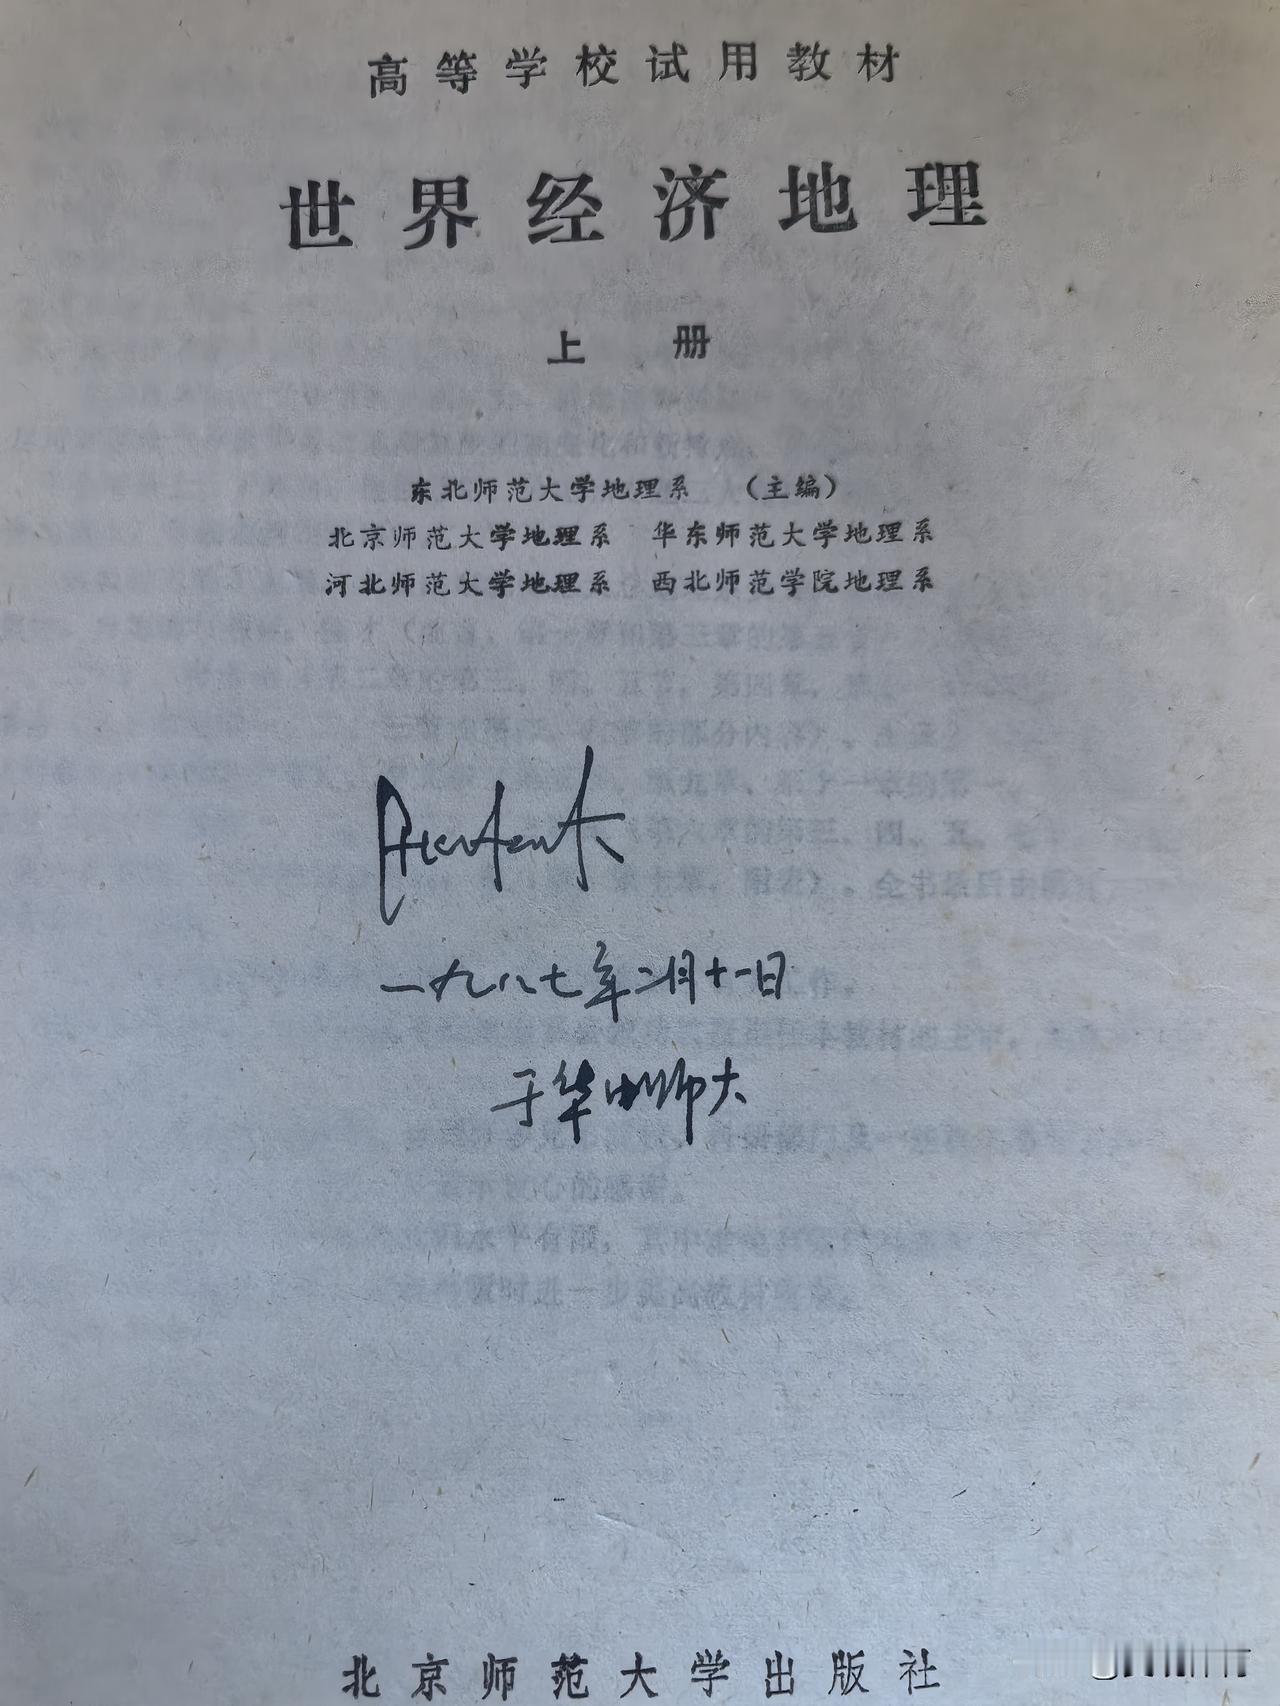 高等学校试用教材
世界经济地理
上册
东北师范大学地理系 （主编）
北京师范大学地理系 华东师范大学地理系
河北师范大学地理系 西北师范学院地理系
一九八七年二月十一日
于华中师大
北京师范大学出版社